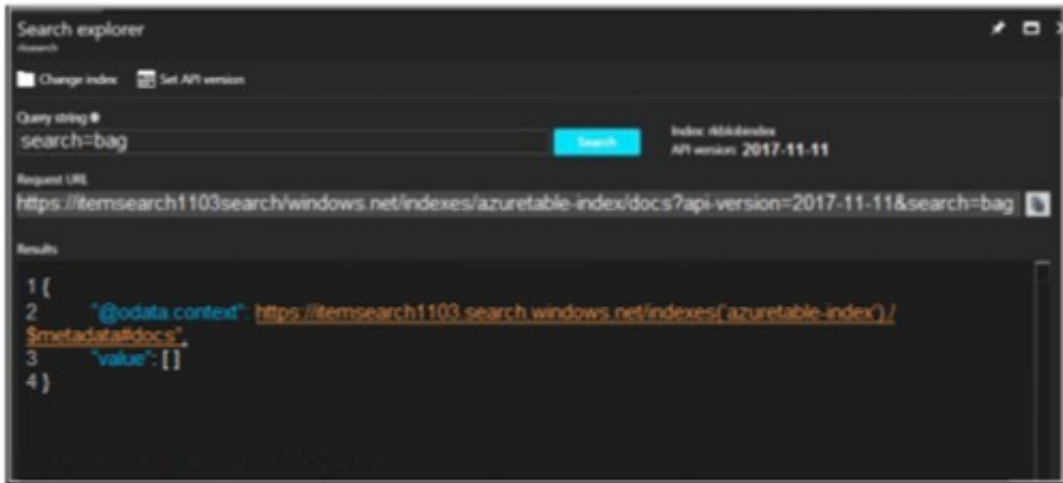 Search explorer
Change index Set API version
Query string
search=bag Search
Index:
API version: 2017-11-11
Request URL
https://itemsearch1103search/windows.net/indexes/azuretable-index/docs?api-version=2017-11-11&search=bag
Results
1 {
2 "@odata.context": https://itemsearch1103.search.windows.net/indexes('azuretable-index') /
$metadata#docs",
3 "value": [ ]
4 }